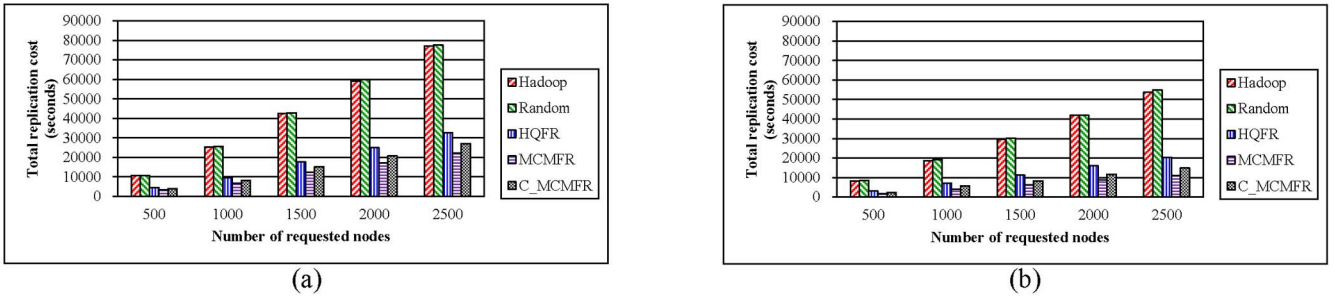 90000
80000
70000
60000
50000
40000
30000
20000
10000
0
Total replication cost
(seconds)
500 1000 1500 2000 2500
Number of requested nodes
Hadoop
Random
HQFR
MCMFR
C_MCMFR
(a)
90000
80000
70000
60000
50000
40000
30000
20000
10000
0
Total replication cost
(seconds)
500 1000 1500 2000 2500
Number of requested nodes
Hadoop
Random
HQFR
MCMFR
C_MCMFR
(b)